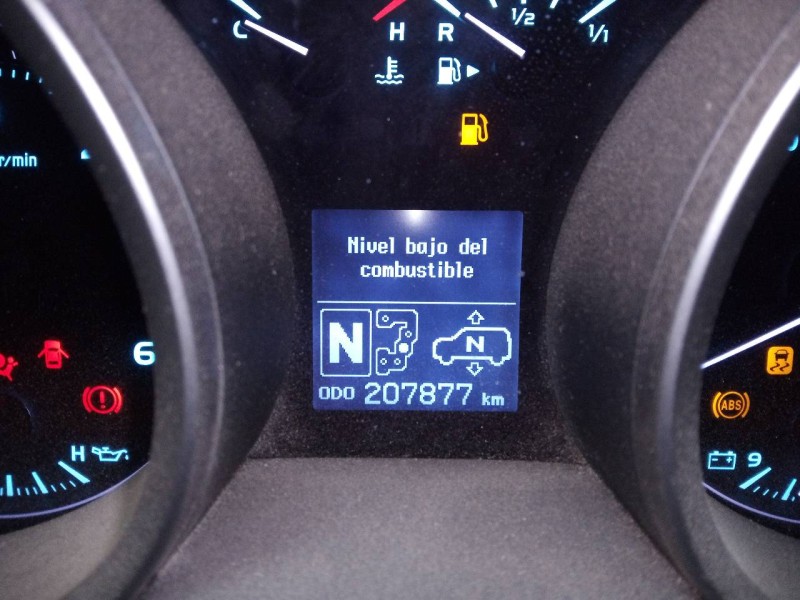 C
H
R
1/2
1/1
r/min
Nivel bajo del
combustible
N
N
ODO 207877 km
6
H
ABS
9